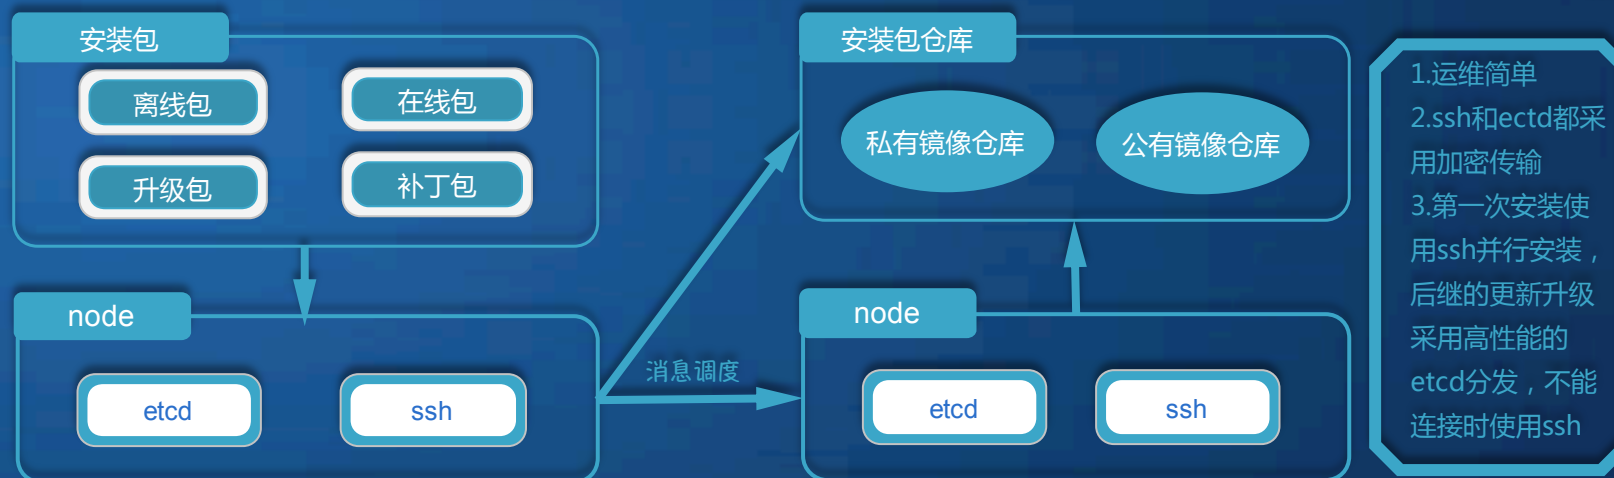 安装包
离线包
在线包
升级包
补丁包
node
etcd
ssh
消息调度
安装包仓库
私有镜像仓库
公有镜像仓库
node
etcd
ssh
1.运维简单
2.ssh和ectd都采
用加密传输
3.第一次安装使
用ssh并行安装，
后继的更新升级
采用高性能的
etcd分发，不能
连接时使用ssh